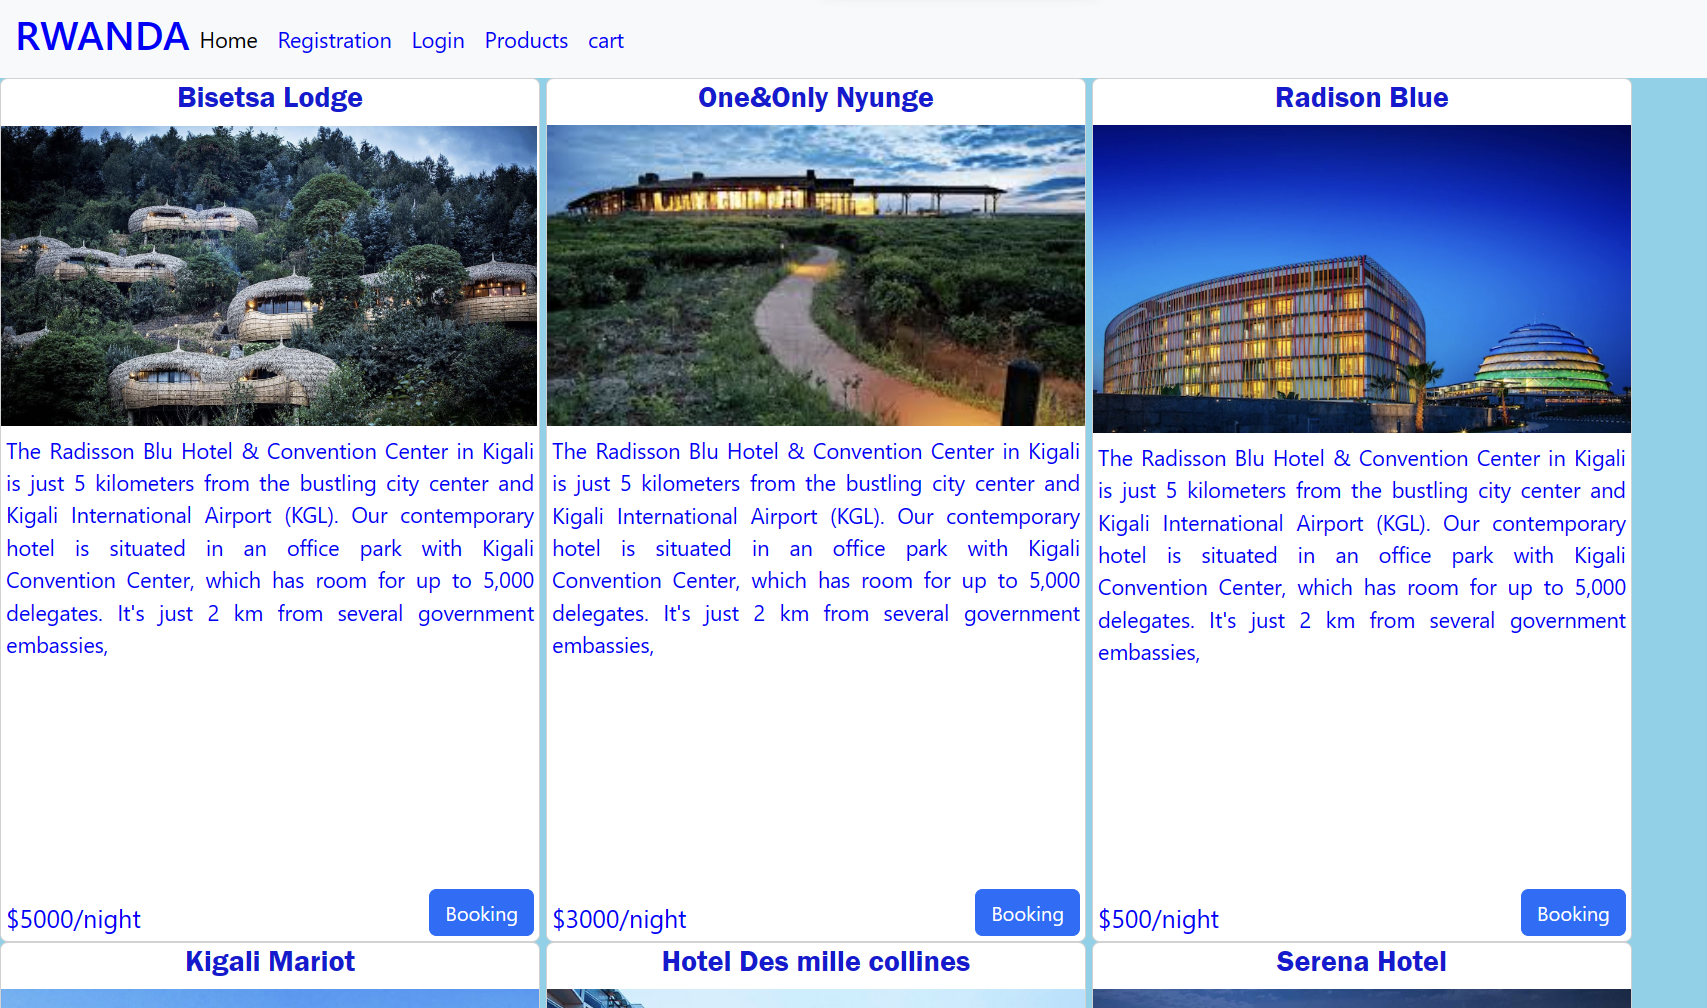 RWANDA Home Registration Login Products cart
Bisetsa Lodge
The Radisson Blu Hotel & Convention Center in Kigali
is just 5 kilometers from the bustling city center and
Kigali International Airport (KGL). Our contemporary
hotel is situated in an office park with Kigali
Convention Center, which has room for up to 5,000
delegates. It's just 2 km from several government
embassies,
$5000/night
Booking
One&Only Nyunge
The Radisson Blu Hotel & Convention Center in Kigali
is just 5 kilometers from the bustling city center and
Kigali International Airport (KGL). Our contemporary
hotel is situated in an office park with Kigali
Convention Center, which has room for up to 5,000
delegates. It's just 2 km from several government
embassies,
$3000/night
Booking
Radison Blue
The Radisson Blu Hotel & Convention Center in Kigali
is just 5 kilometers from the bustling city center and
Kigali International Airport (KGL). Our contemporary
hotel is situated in an office park with Kigali
Convention Center, which has room for up to 5,000
delegates. It's just 2 km from several government
embassies,
$500/night
Booking
Kigali Mariot
Hotel Des mille collines
Serena Hotel